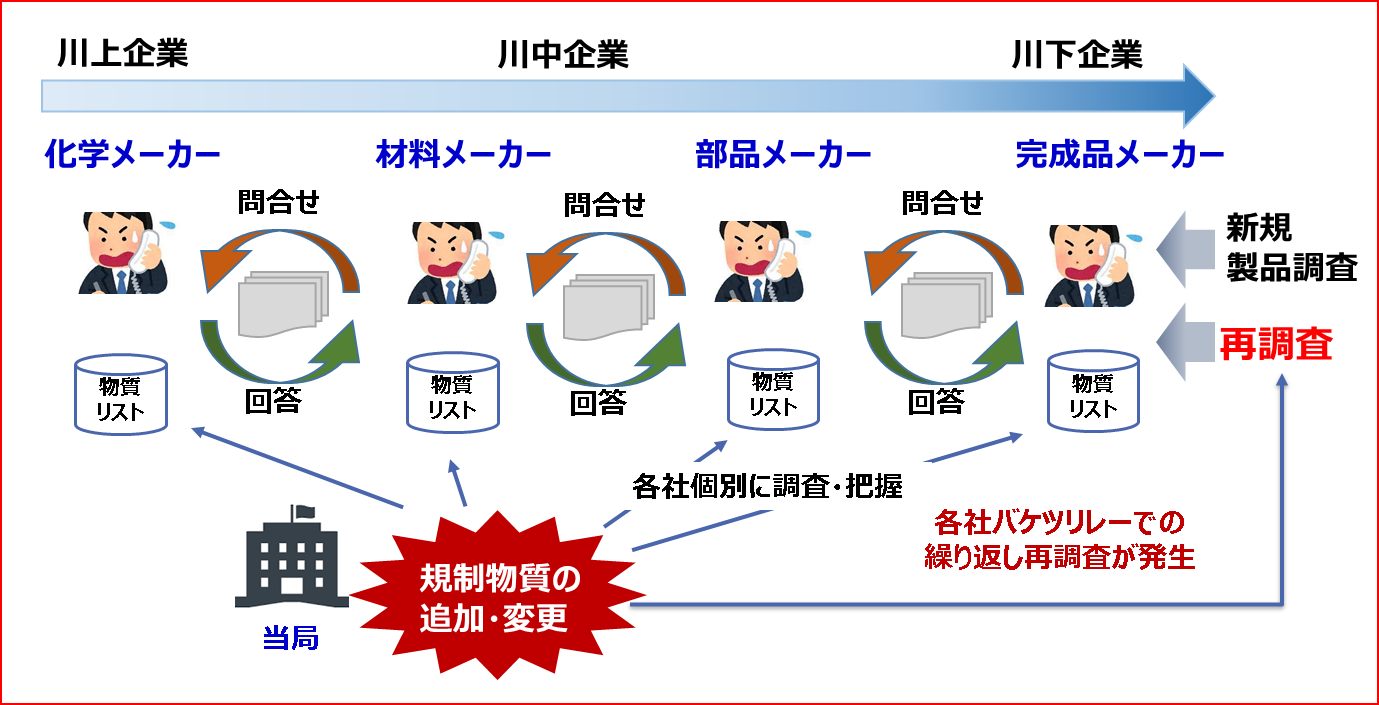 川上企業
川中企業
川下企業
化学メーカー
材料メーカー
部品メーカー
完成品メーカー
問合せ
問合せ
問合せ
新規
製品調査
再調査
物質
リスト
物質
リスト
物質
リスト
物質
リスト
回答
回答
回答
各社個別に調査・把握
各社バケツリレーでの
繰り返し再調査が発生
規制物質の
追加・変更
当局